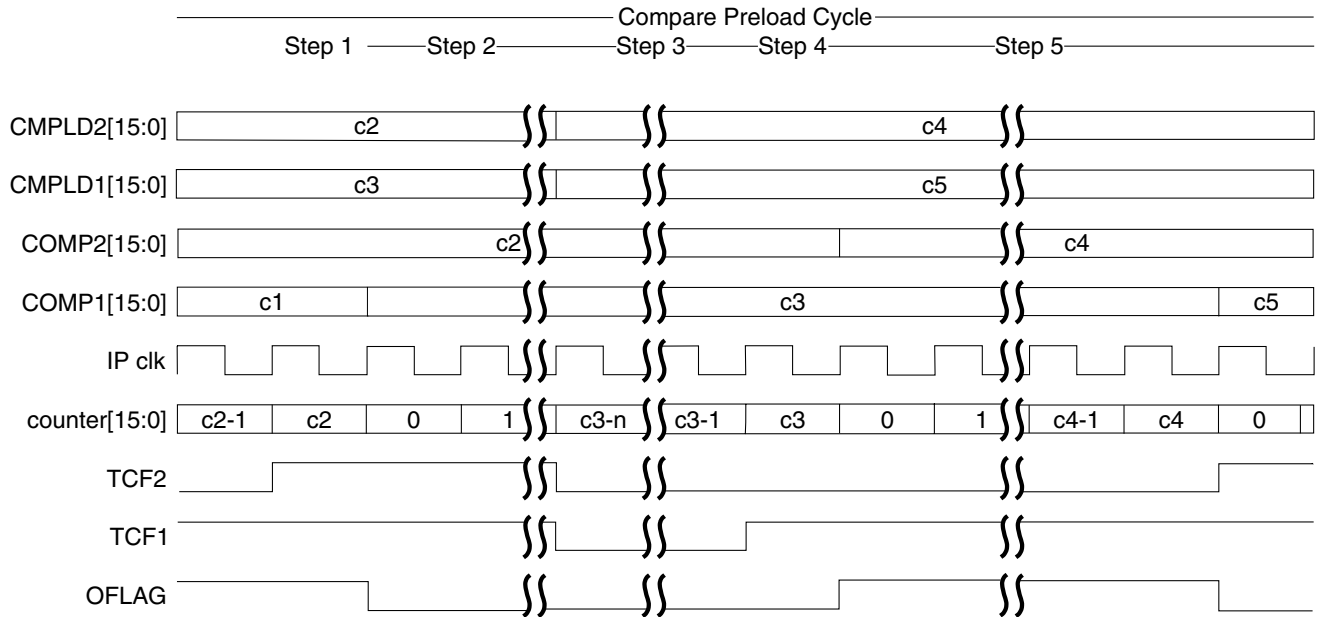 Compare Preload Cycle
Step 1 Step 2 Step 3 Step 4 Step 5
CMPLD2[15:0] c2 c4
CMPLD1[15:0] c3 c5
COMP2[15:0] c2 c4
COMP1[15:0] c1 c3 c5
IP clk
counter[15:0] c2-1 c2 0 1 c3-n c3-1 c3 0 1 c4-1 c4 0
TCF2
TCF1
OFLAG